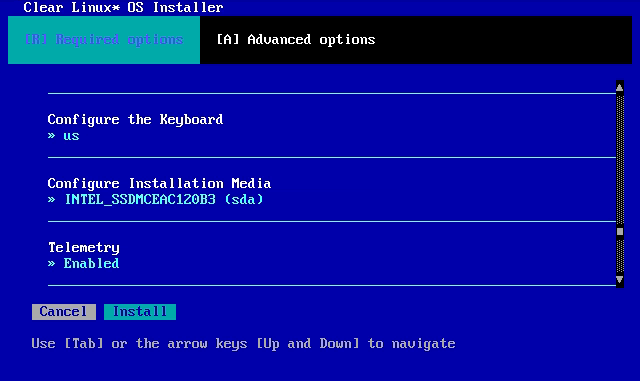 Clear Linux* OS Installer
[R] Required options [A] Advanced options
Configure the Keyboard
» us
Configure Installation Media
» INTEL_SSDMCEAC120B3 (sda)
Telemetry
» Enabled
Cancel Install
Use [Tab] or the arrow keys [Up and Down] to navigate